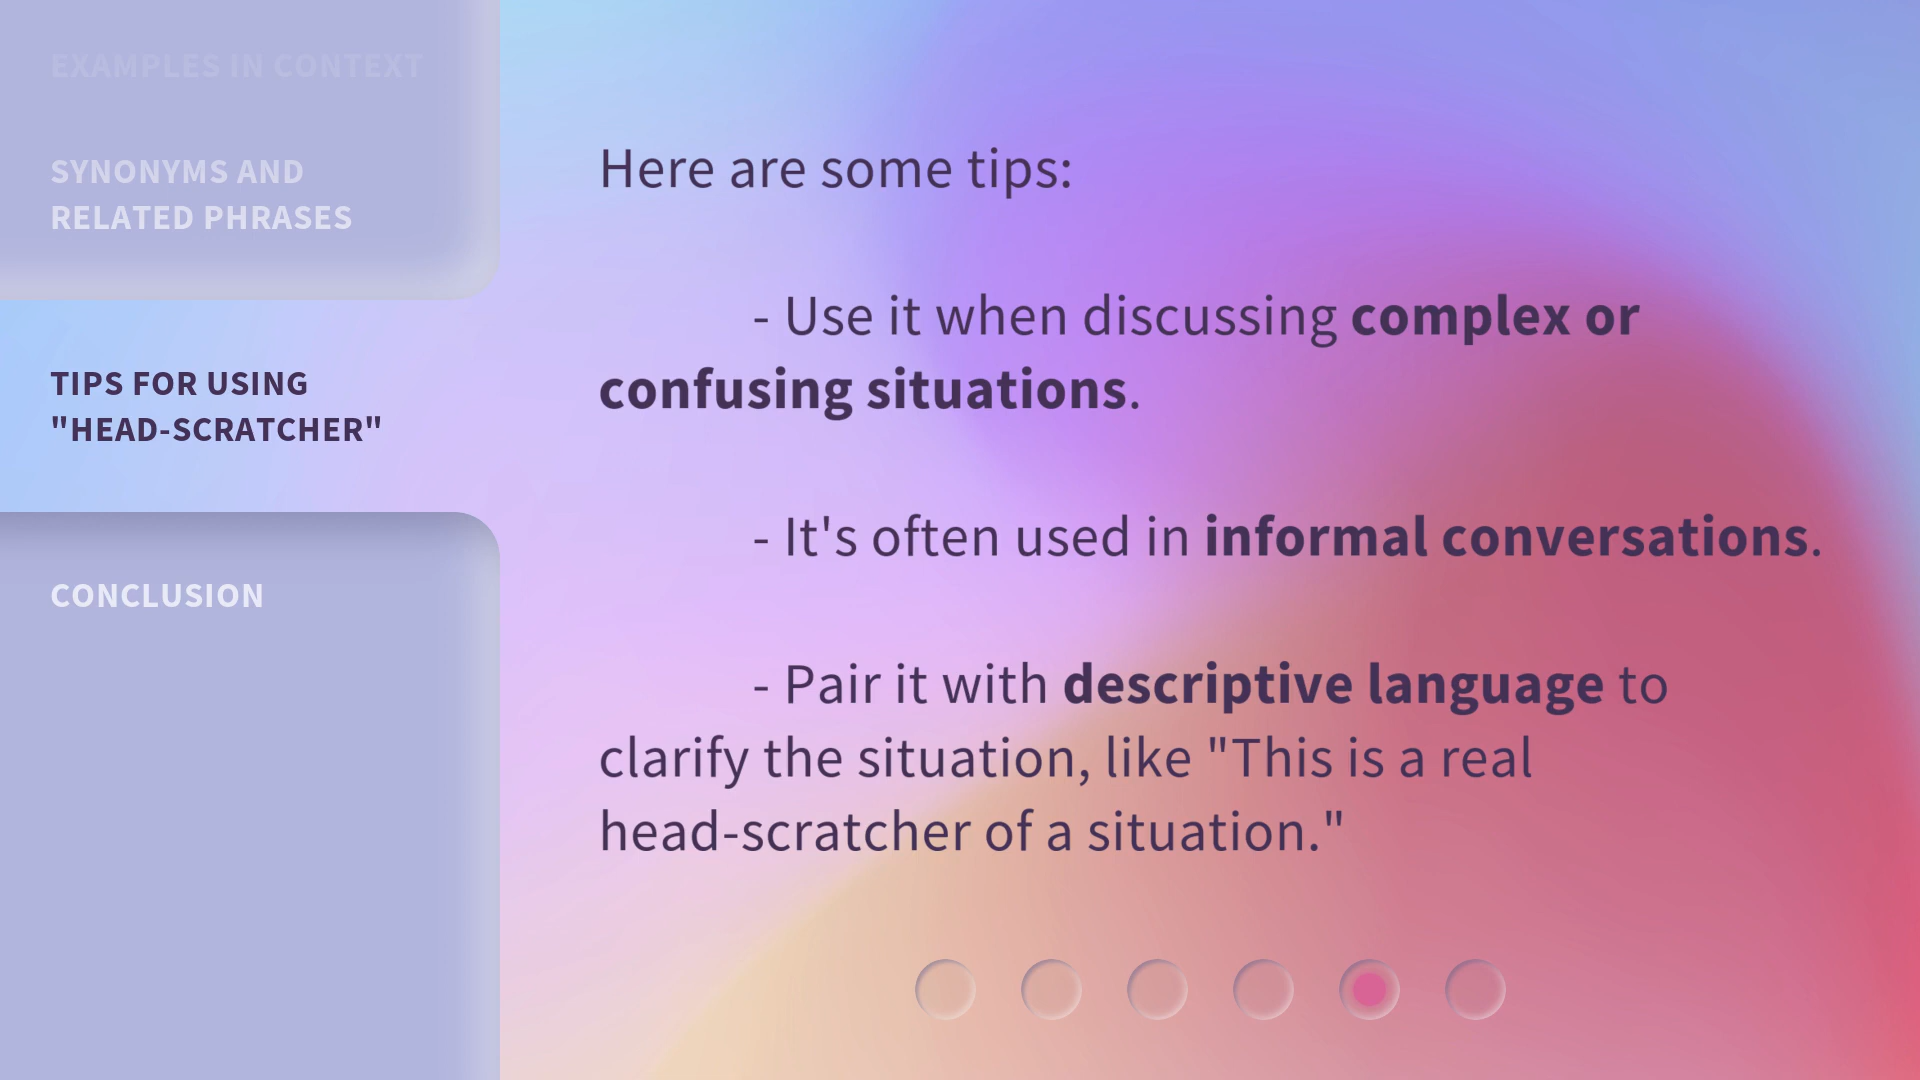 EXAMPLES IN CONTEXT
SYNONYMS AND
RELATED PHRASES
TIPS FOR USING
"HEAD-SCRATCHER"
CONCLUSION
Here are some tips:
- Use it when discussing complex or
confusing situations.
- It's often used in informal conversations.
- Pair it with descriptive language to
clarify the situation, like "This is a real
head-scratcher of a situation."